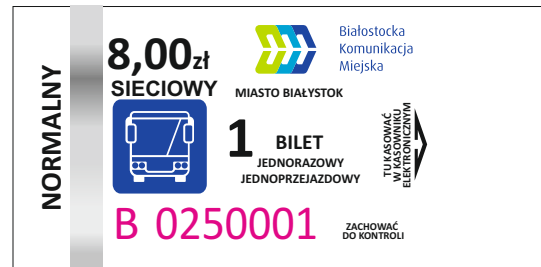 NORMALNY
8,00zł
SIECIOWY
Białostocka
Komunikacja
Miejska
MIASTO BIAŁYSTOK
1 BILET
JEDNORAZOWY
JEDNOPRZEJAZDOWY
TU KASOWAĆ
W KASOWNIKU
ELEKTRONICZNYM
B 0250001
ZACHOWAĆ
DO KONTROLI